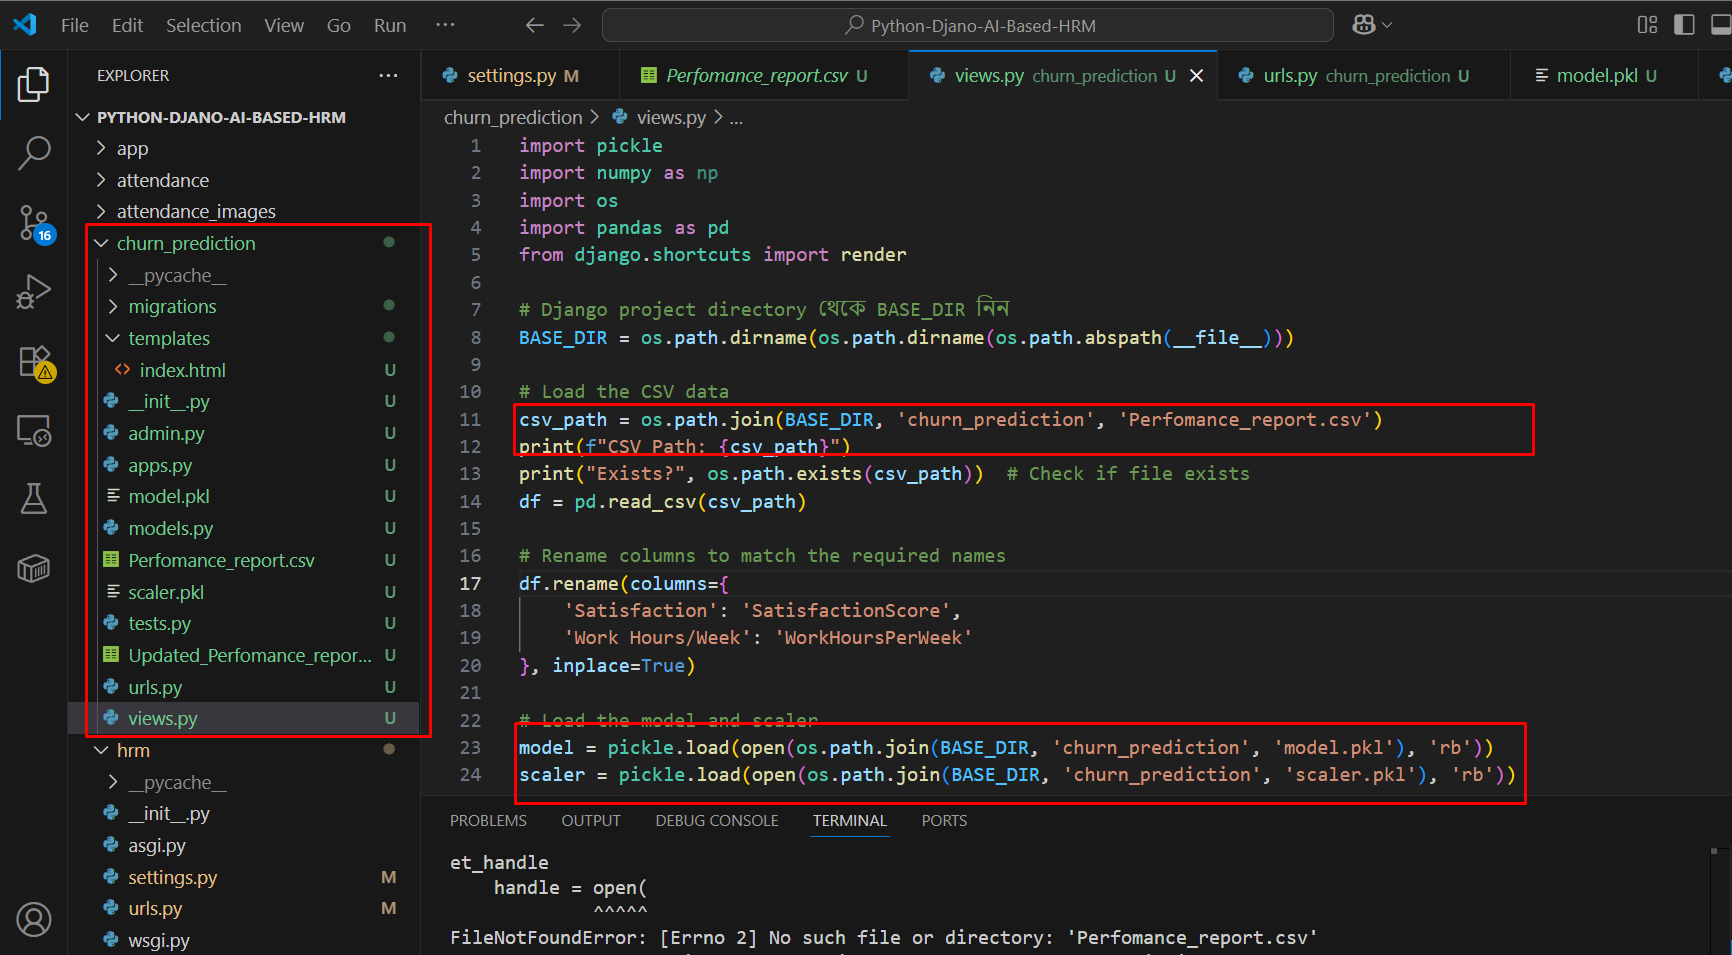 File Edit Selection View Go Run ···
Python-Djano-AI-Based-HRM
EXPLORER ···
PYTHON-DJANO-AI-BASED-HRM
app
attendance
attendance_images
churn_prediction
__pycache__
migrations
templates
index.html U
__init__.py U
admin.py U
apps.py U
model.pkl U
models.py U
Perfomance_report.csv U
scaler.pkl U
tests.py U
Updated_Perfomance_repor... U
urls.py U
views.py U
hrm
__pycache__
__init__.py
asgi.py
settings.py M
urls.py M
wsgi.py
16
settings.py M Perfomance_report.csv U views.py churn_prediction U urls.py churn_prediction U model.pkl U
churn_prediction > views.py > ...
1 import pickle
2 import numpy as np
3 import os
4 import pandas as pd
5 from django.shortcuts import render
6
7 # Django project directory থেকে BASE_DIR নিন
8 BASE_DIR = os.path.dirname(os.path.dirname(os.path.abspath(__file__)))
9
10 # Load the CSV data
11 csv_path = os.path.join(BASE_DIR, 'churn_prediction', 'Perfomance_report.csv')
12 print(f"CSV Path: {csv_path}")
13 print("Exists?", os.path.exists(csv_path)) # Check if file exists
14 df = pd.read_csv(csv_path)
15
16 # Rename columns to match the required names
17 df.rename(columns={
18 'Satisfaction': 'SatisfactionScore',
19 'Work Hours/Week': 'WorkHoursPerWeek'
20 }, inplace=True)
21
22 # Load the model and scaler
23 model = pickle.load(open(os.path.join(BASE_DIR, 'churn_prediction', 'model.pkl'), 'rb'))
24 scaler = pickle.load(open(os.path.join(BASE_DIR, 'churn_prediction', 'scaler.pkl'), 'rb'))
PROBLEMS OUTPUT DEBUG CONSOLE TERMINAL PORTS
et_handle
handle = open(
^^^^^
FileNotFoundError: [Errno 2] No such file or directory: 'Perfomance_report.csv'